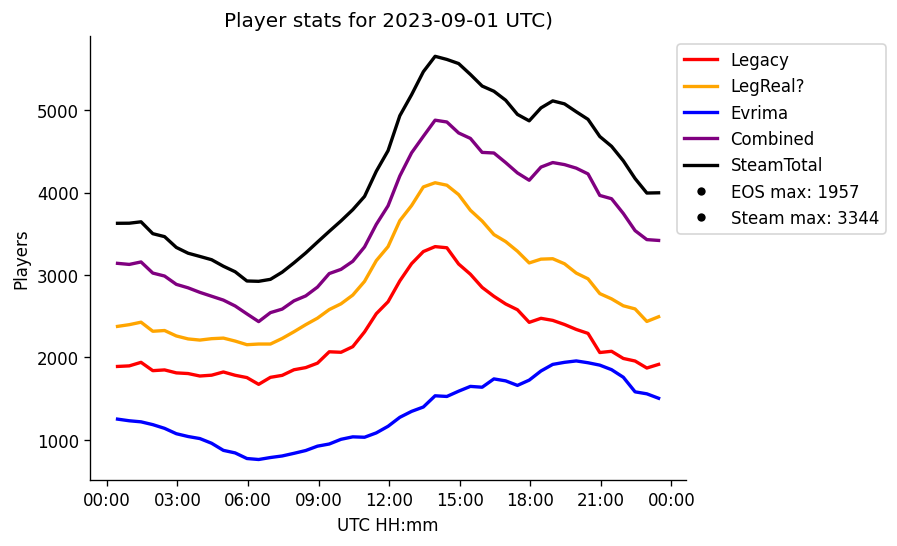 Player stats for 2023-09-01 UTC)
Legacy
LegReal?
Evrima
Combined
SteamTotal
EOS max: 1957
Steam max: 3344
Players
5000
4000
3000
2000
1000
00:00 03:00 06:00 09:00 12:00 15:00 18:00 21:00 00:00
UTC HH:mm